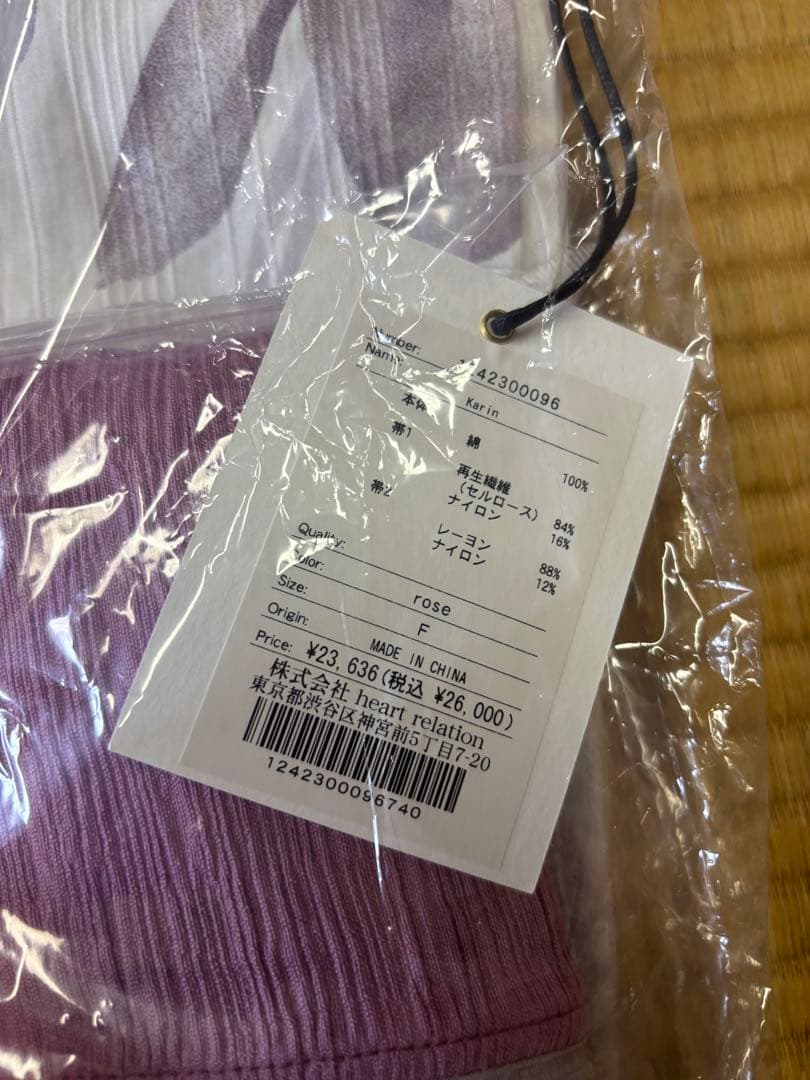 Number: 1242300096
Name: Karin
本体 綿 100%
帯1 再生繊維
(セルロース) 84%
ナイロン 16%
帯2 レーヨン 88%
ナイロン 12%
Quality:
Color: rose
Size: F
Origin: MADE IN CHINA
Price: ¥23,636(税込 ¥26,000)
株式会社 heart relation
東京都渋谷区神宮前5丁目7-20
1242300096740